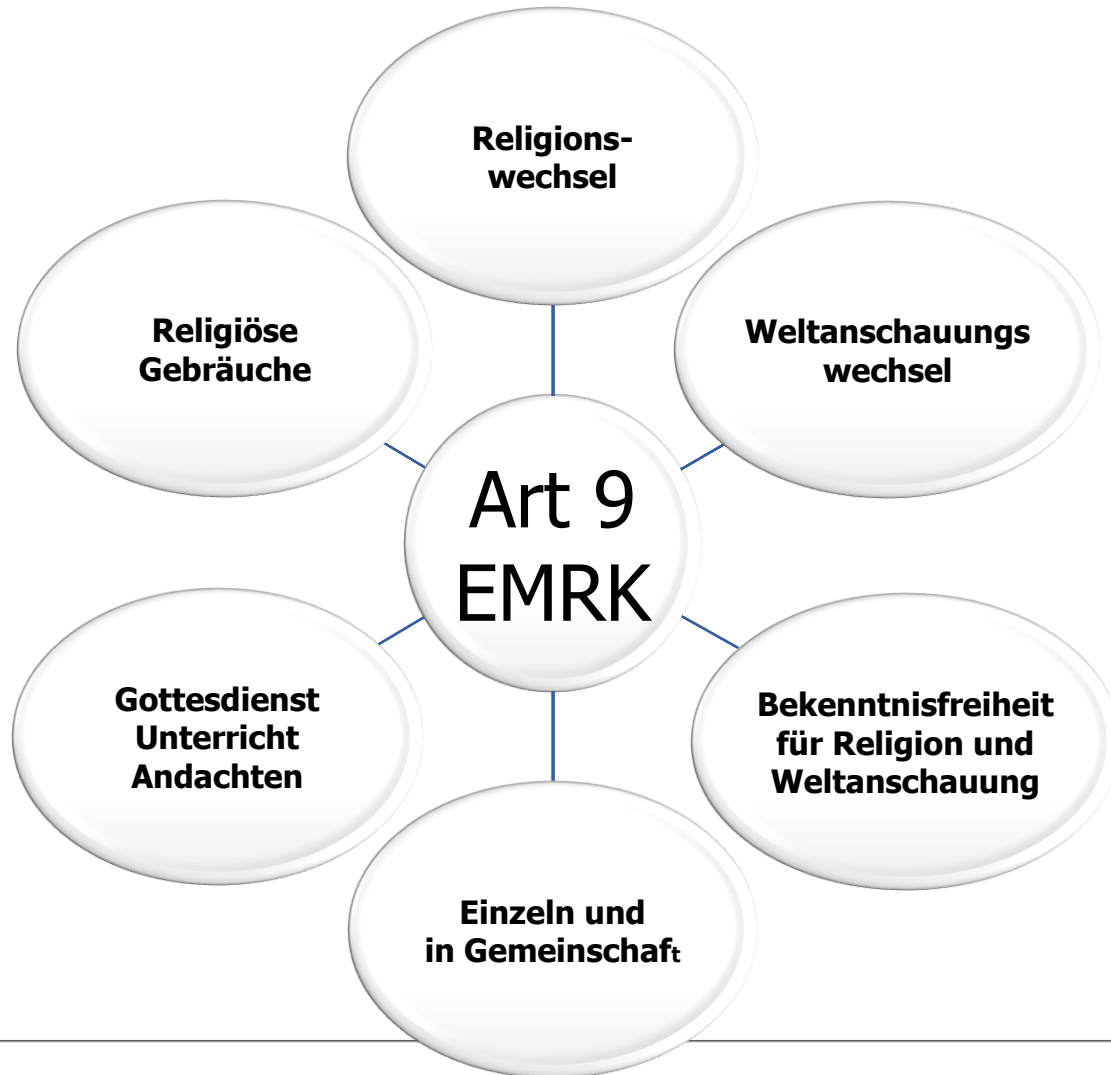 Religions-
wechsel
Religiöse
Gebräuche
Weltanschauungs
wechsel
Art 9
EMRK
Gottesdienst
Unterricht
Andachten
Bekenntnisfreiheit
für Religion und
Weltanschauung
Einzeln und
in Gemeinschaft